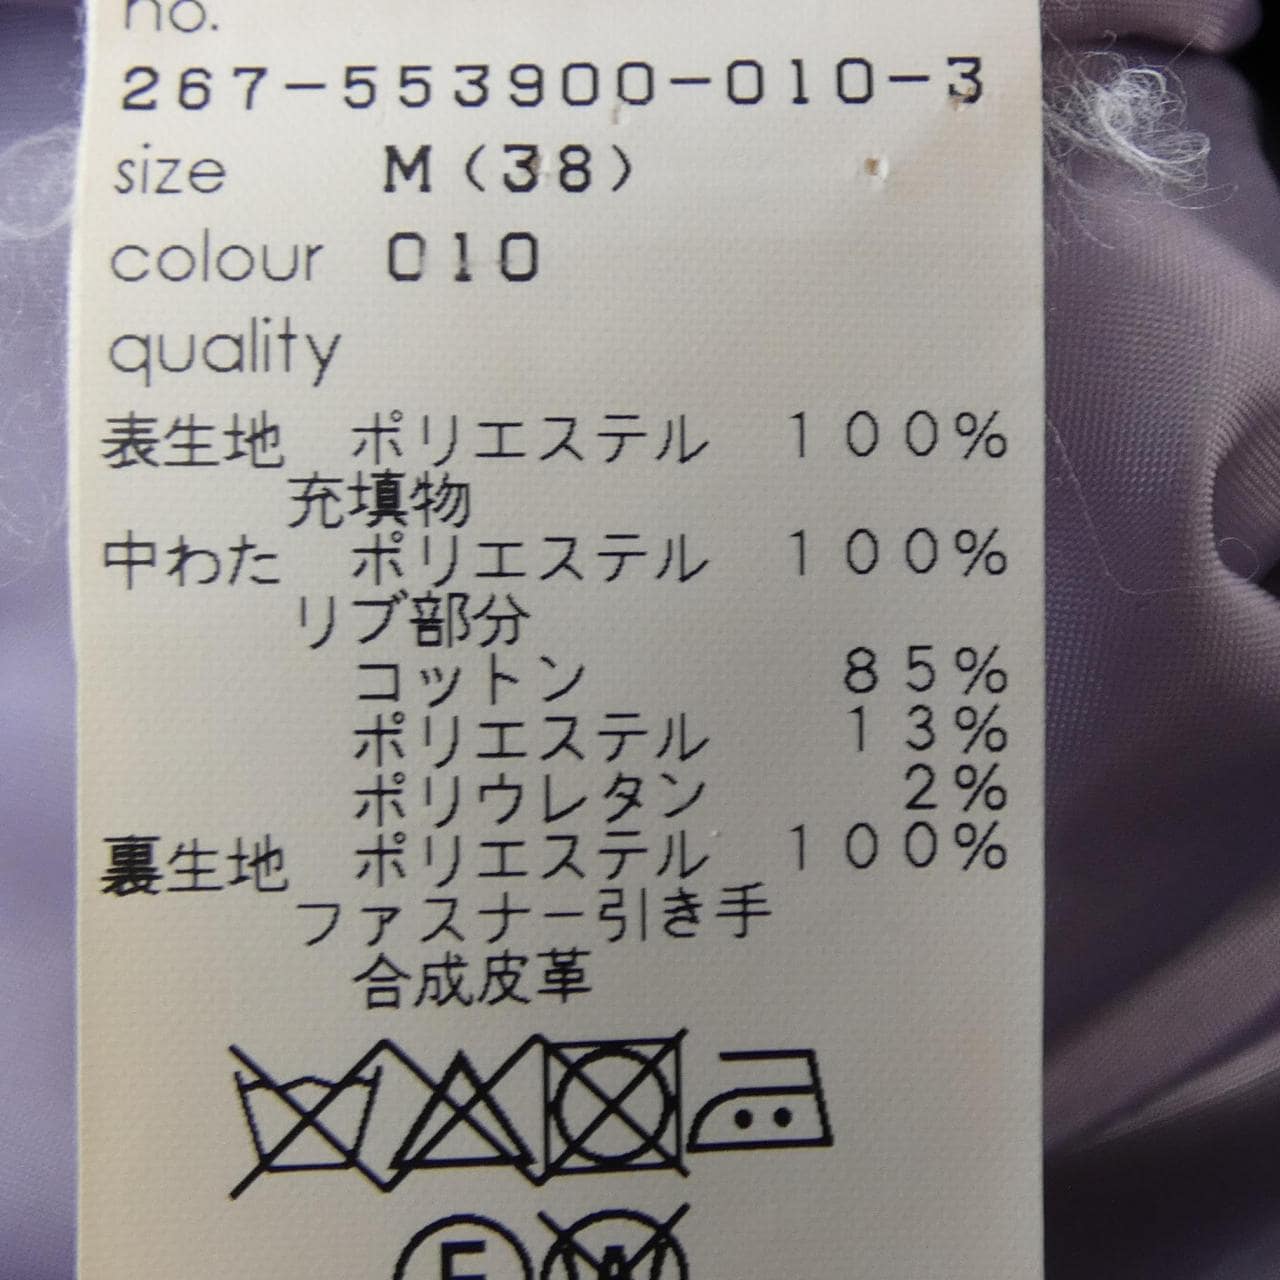 no.
267-553900-010-3
size M(38)
colour 010
quality
表生地 ポリエステル 100%
充填物
中わた ポリエステル 100%
リブ部分
コットン 85%
ポリエステル 13%
ポリウレタン 2%
裏生地 ポリエステル 100%
ファスナー引き手
合成皮革